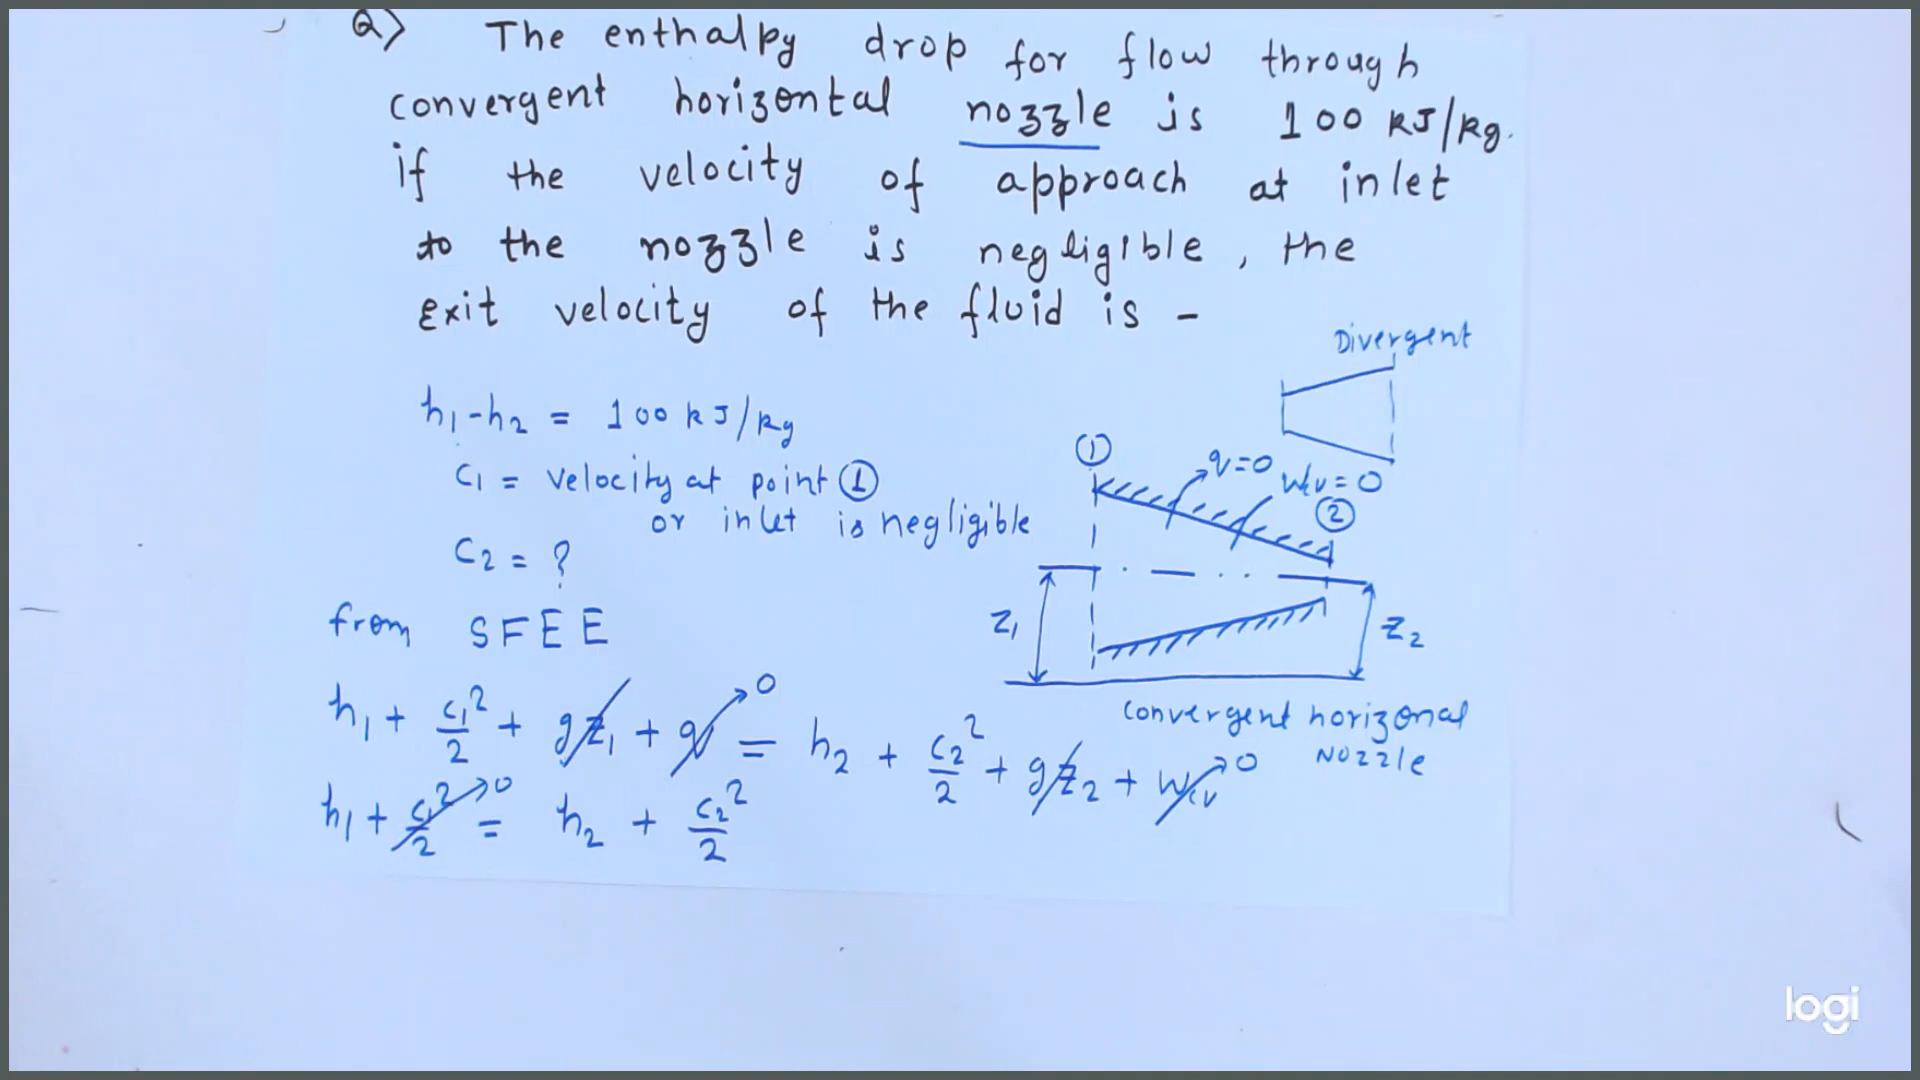 Q) The enthalpy drop for flow through
convergent horizontal nozzle is 100 kJ/kg.
if the velocity of approach at inlet
to the nozzle is negligible, the
exit velocity of the fluid is -
Divergent
h1-h2 = 100 kJ/kg
① q=0 Wcv=0
c1 = velocity at point ①
②
or inlet is negligible
c2 = ?
from SFEE
Z1 Z2
h1 + c1²/2 + gz1 + q→0 = h2 + c2²/2 + gz2 + Wcv→0
convergent horizonal
Nozzle
h1 + c1²/2→0 = h2 + c2²/2
logi